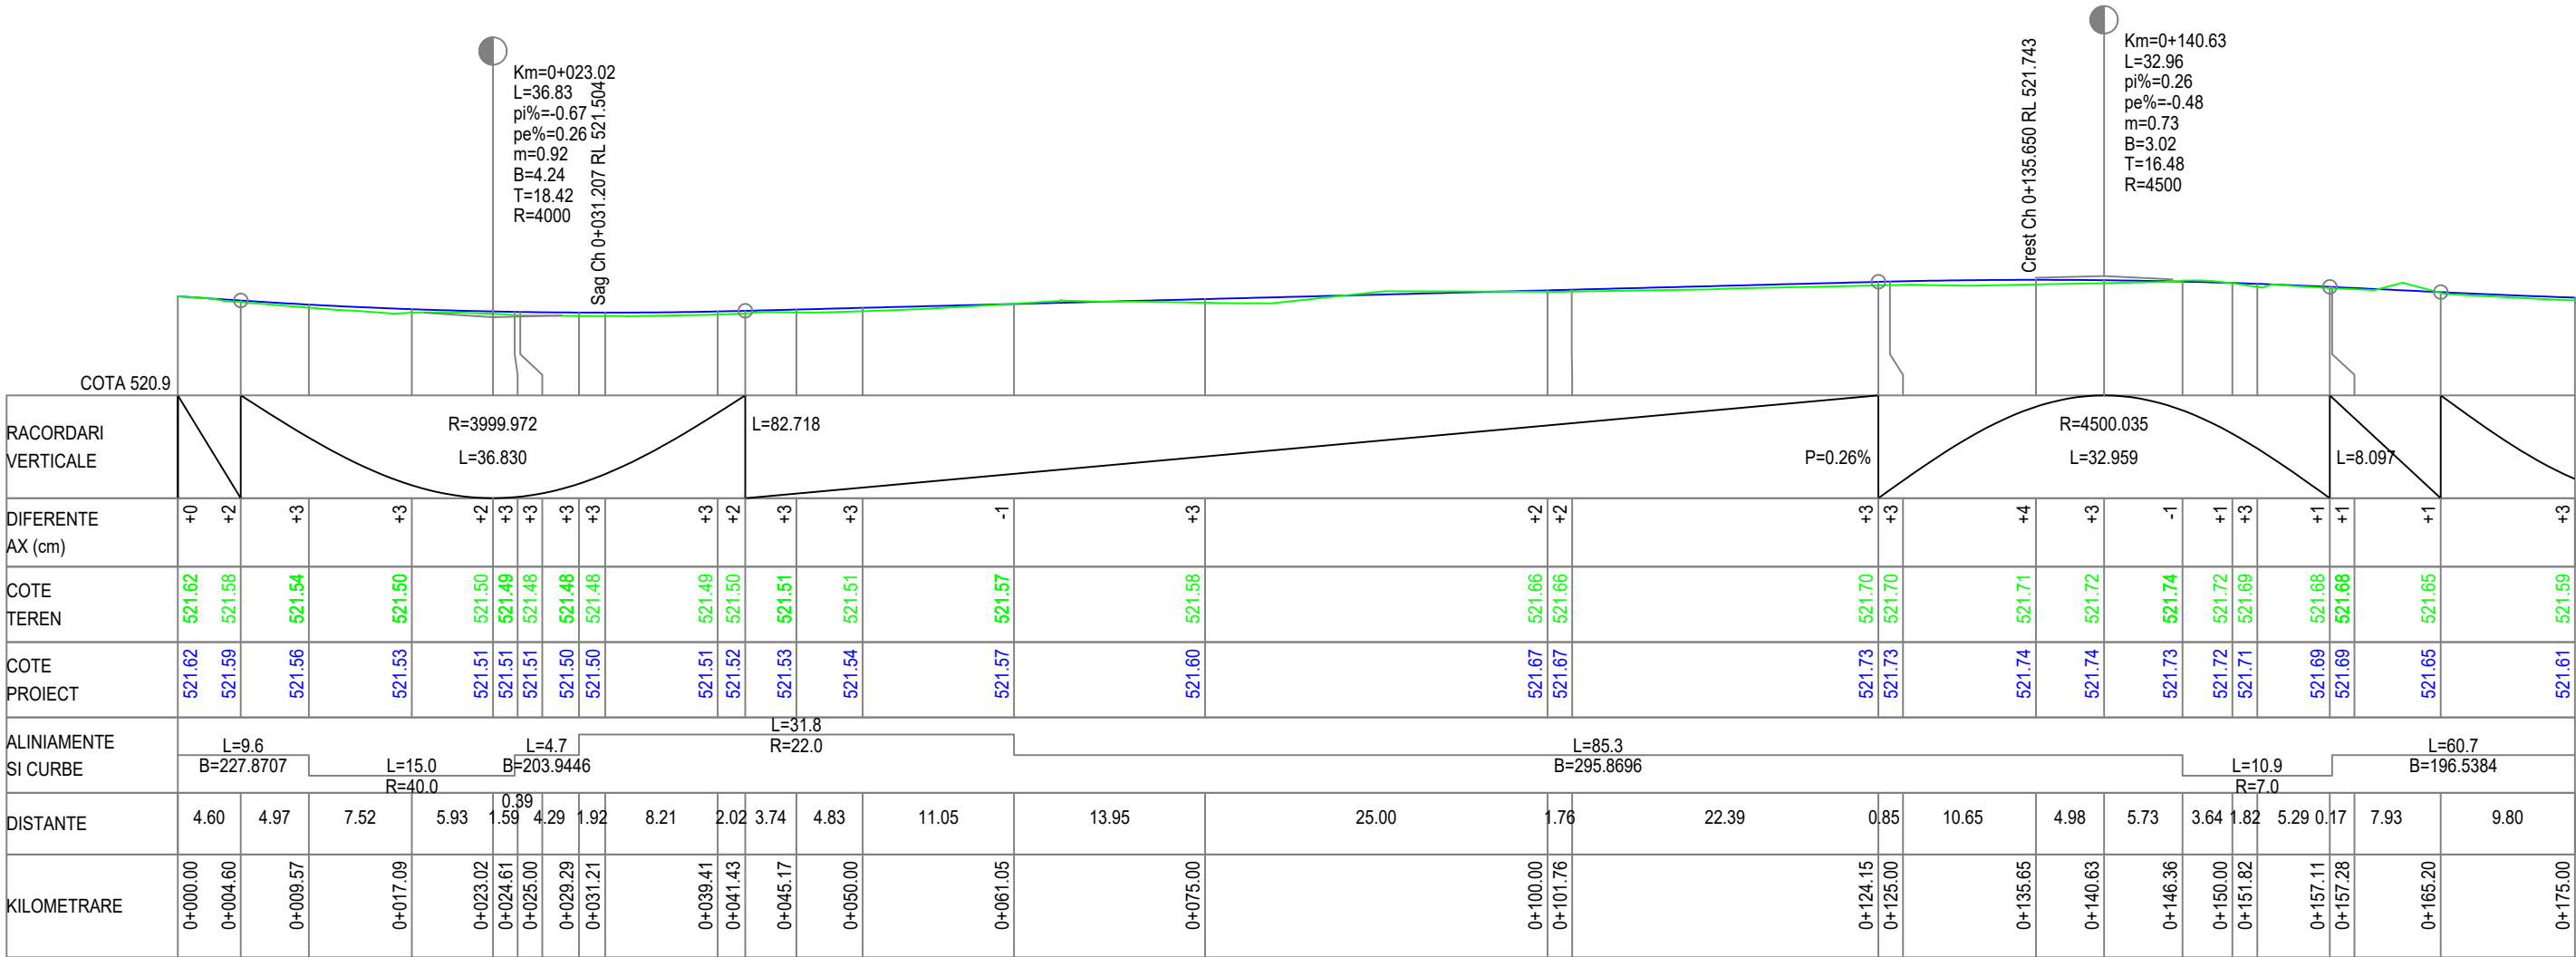 Km=0+023.02
L=36.83
pi%=-0.67
pe%=0.26
m=0.92
B=4.24
T=18.42
R=4000
Sag Ch 0+031.207 RL 521.504
Crest Ch 0+135.650 RL 521.743
Km=0+140.63
L=32.96
pi%=0.26
pe%=-0.48
m=0.73
B=3.02
T=16.48
R=4500
COTA 520.9
RACORDARI
VERTICALE
R=3999.972
L=36.830
L=82.718
P=0.26%
R=4500.035
L=32.959
L=8.097
DIFERENTE
AX (cm)
+0 +2 +3 +3 +2 +3 +3 +3 +3 +3 +2 +3 +3 -1 +3 +2 +2 +3 +3 +4 +3 -1 +1 +3 +1 +1 +1 +3
COTE
TEREN
521.62 521.58 521.54 521.50 521.50 521.49 521.48 521.48 521.48 521.49 521.50 521.51 521.51 521.57 521.58 521.66 521.66 521.70 521.70 521.71 521.72 521.74 521.72 521.69 521.68 521.68 521.65 521.59
COTE
PROIECT
521.62 521.59 521.56 521.53 521.51 521.51 521.51 521.50 521.50 521.51 521.52 521.53 521.54 521.57 521.60 521.67 521.67 521.73 521.73 521.74 521.74 521.73 521.72 521.71 521.69 521.69 521.65 521.61
ALINIAMENTE
SI CURBE
L=9.6
B=227.8707
L=15.0
R=40.0
L=4.7
B=203.9446
L=31.8
R=22.0
L=85.3
B=295.8696
L=10.9
R=7.0
L=60.7
B=196.5384
DISTANTE
4.60 4.97 7.52 5.93 1.59 0.39 4.29 1.92 8.21 2.02 3.74 4.83 11.05 13.95 25.00 1.76 22.39 0.85 10.65 4.98 5.73 3.64 1.82 5.29 0.17 7.93 9.80
KILOMETRARE
0+000.00 0+004.60 0+009.57 0+017.09 0+023.02 0+024.61 0+025.00 0+029.29 0+031.21 0+039.41 0+041.43 0+045.17 0+050.00 0+061.05 0+075.00 0+100.00 0+101.76 0+124.15 0+125.00 0+135.65 0+140.63 0+146.36 0+150.00 0+151.82 0+157.11 0+157.28 0+165.20 0+175.00